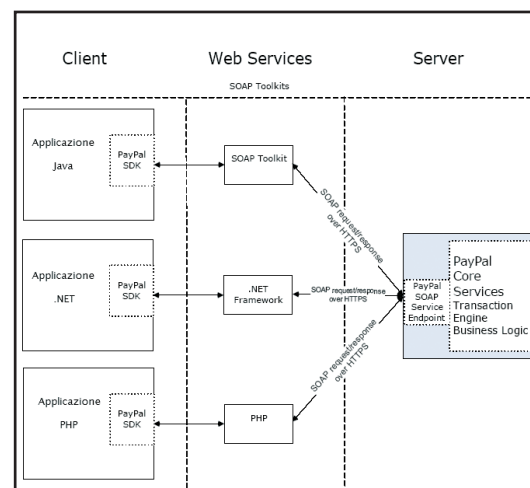 Client
Web Services
Server
SOAP Toolkits
Applicazione
Java
PayPal
SDK
SOAP Toolkit
SOAP request/response
over HTTPS
Applicazione
.NET
PayPal
SDK
.NET
Framework
SOAP request/response
over HTTPS
PayPal
SOAP
Service
Endpoint
PayPal
Core
Services
Transaction
Engine
Business Logic
SOAP request/response
over HTTPS
Applicazione
PHP
PayPal
SDK
PHP